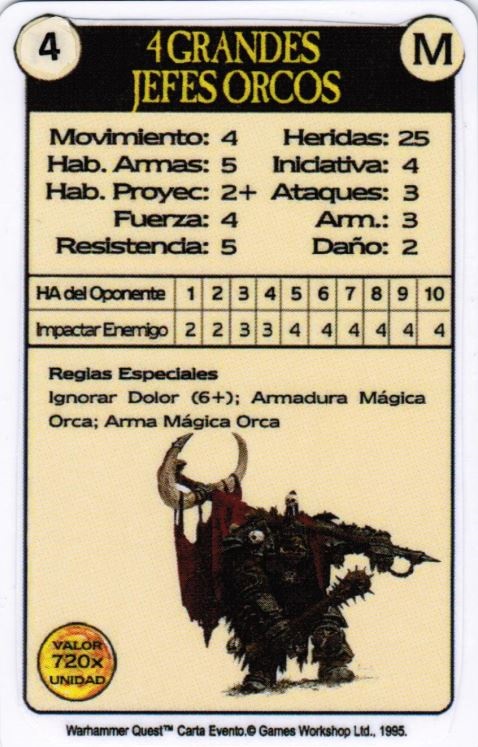 4
M
4 GRANDES
JEFES ORCOS
Movimiento: 4 Heridas: 25
Hab. Armas: 5 Iniciativa: 4
Hab. Proyec: 2+ Ataques: 3
Fuerza: 4 Arm.: 3
Resistencia: 5 Daño: 2
HA del Oponente 1 2 3 4 5 6 7 8 9 10
Impactar Enemigo 2 2 3 3 4 4 4 4 4 4
Reglas Especiales
Ignorar Dolor (6+); Armadura Mágica
Orca; Arma Mágica Orca
VALOR
720x
UNIDAD
Warhammer Quest™ Carta Evento.© Games Workshop Ltd., 1995.